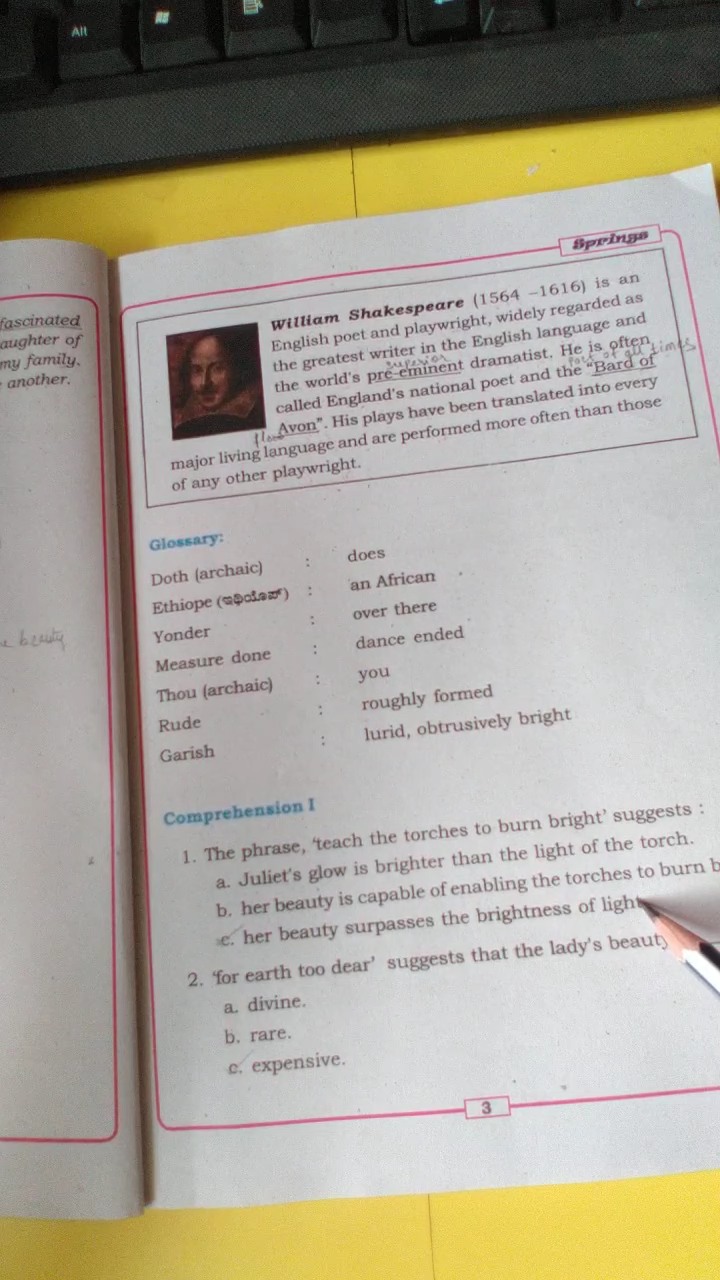 Alt
fascinated
aughter of
my family.
another.
e beauty
Springs
William Shakespeare (1564 –1616) is an
English poet and playwright, widely regarded as
the greatest writer in the English language and
superior
the world's pre-eminent dramatist. He is often
Poet of all times
called England's national poet and the "Bard of
Avon". His plays have been translated into every
major living language and are performed more often than those
of any other playwright.
Glossary:
Doth (archaic) : does
Ethiope (ಇಥಿಯೋಪ್) : an African
Yonder : over there
Measure done : dance ended
Thou (archaic) : you
Rude : roughly formed
Garish : lurid, obtrusively bright
Comprehension I
1. The phrase, 'teach the torches to burn bright' suggests :
a. Juliet's glow is brighter than the light of the torch.
b. her beauty is capable of enabling the torches to burn b
c. her beauty surpasses the brightness of light
2. 'for earth too dear' suggests that the lady's beauty
a. divine.
b. rare.
c. expensive.
3